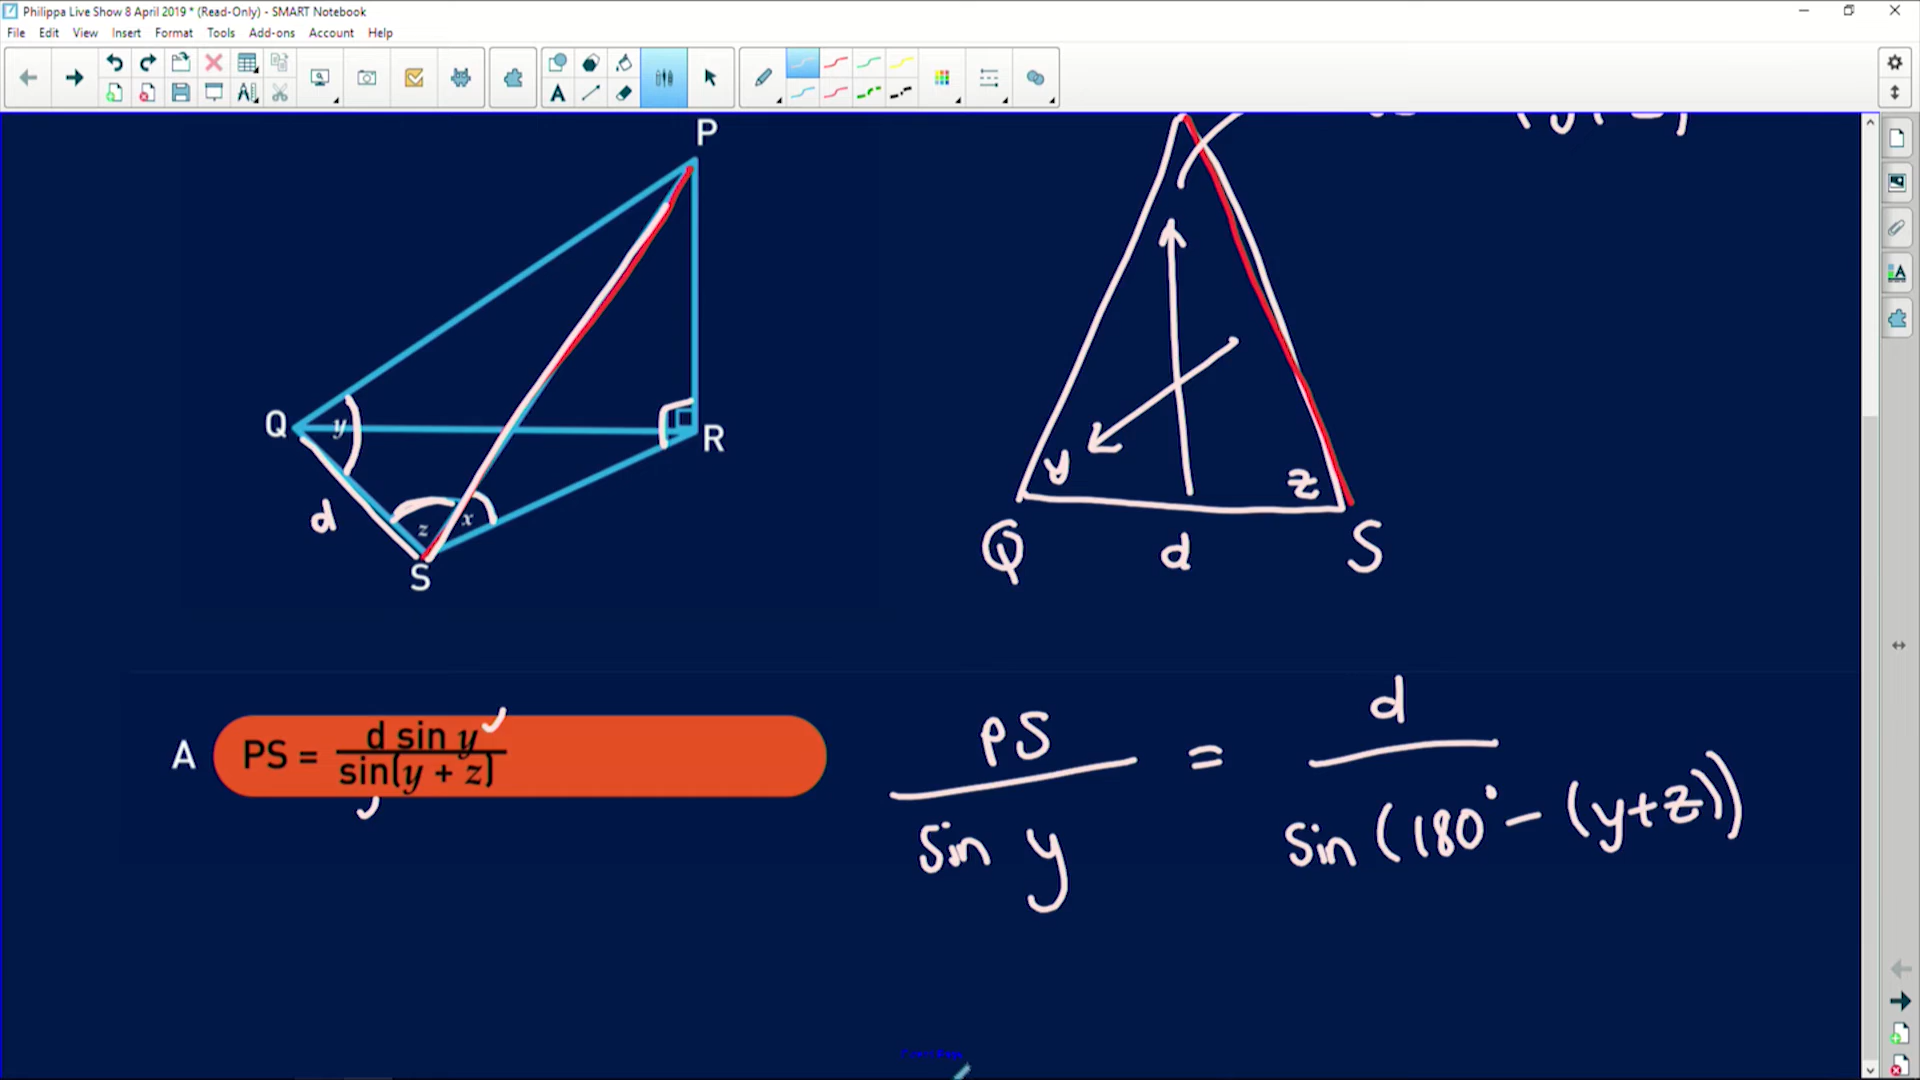 Philippa Live Show 8 April 2019 * (Read-Only) - SMART Notebook
File Edit View Insert Format Tools Add-ons Account Help
P
Q
y
R
d
z
x
S
y
z
Q
d
S
A PS = d sin y / sin(y + z)
PS / sin y = d / sin (180° - (y+z))